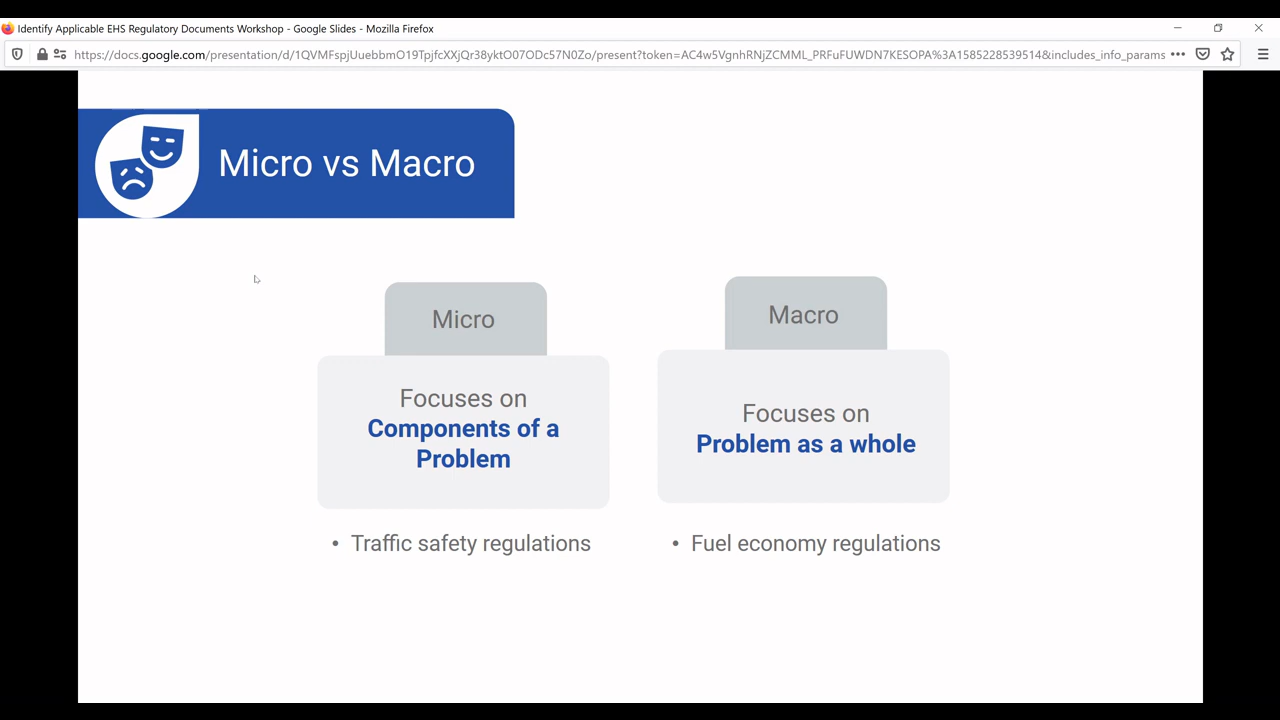 Identify Applicable EHS Regulatory Documents Workshop - Google Slides - Mozilla Firefox
https://docs.google.com/presentation/d/1QVMFspjUuebbmO19TpjfcXXjQr38yktO07ODc57N0Zo/present?token=AC4w5VgnhRNjZCMML_PRFuFUWDN7KESOPA%3A1585228539514&includes_info_params
Micro vs Macro
Micro
Focuses on
Components of a
Problem
• Traffic safety regulations
Macro
Focuses on
Problem as a whole
• Fuel economy regulations